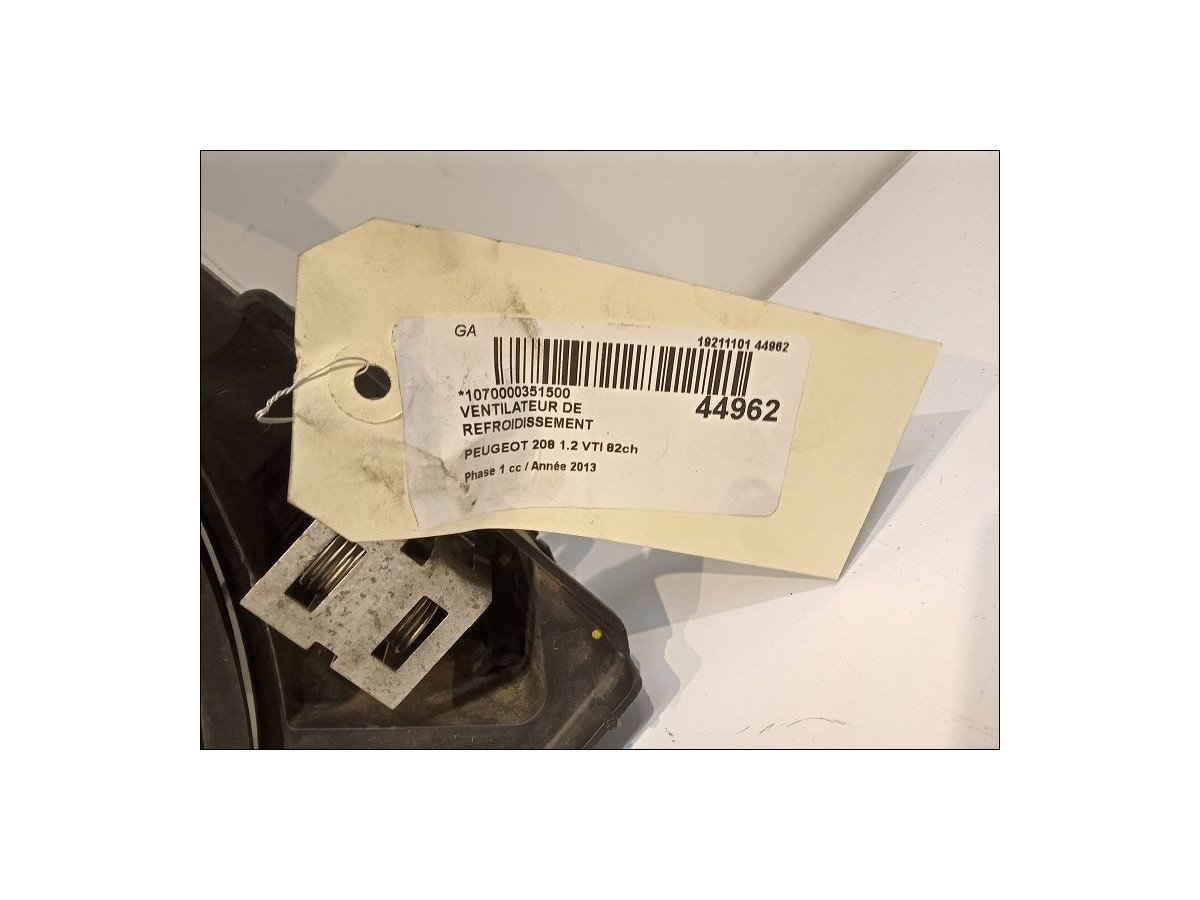 GA
19211101 44962
*1070000351500
44962
VENTILATEUR DE
REFROIDISSEMENT
PEUGEOT 208 1.2 VTI 82ch
Phase 1 cc / Année 2013